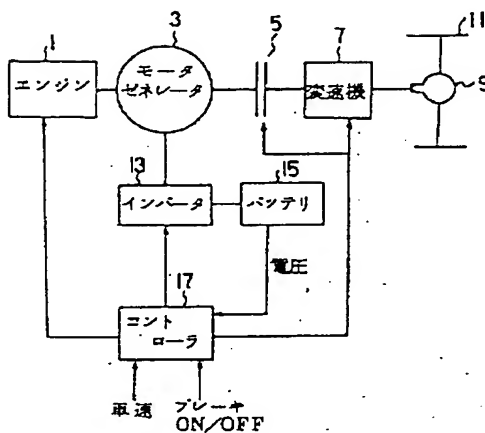 1
3
5
7
11
エンジン
モータ
ゼネレータ
変速機
9
13
15
インバータ
バッテリ
電圧
17
コント
ローラ
車速
ブレーキ
ON/OFF